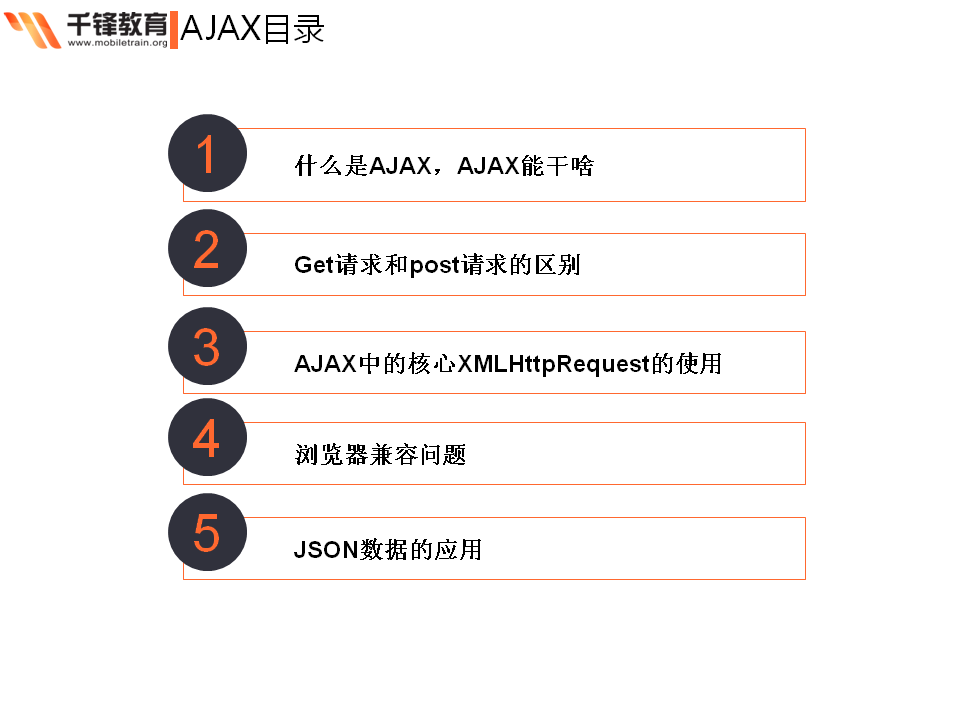 千锋教育
www.mobiletrain.org
AJAX目录
1
什么是AJAX，AJAX能干啥
2
Get请求和post请求的区别
3
AJAX中的核心XMLHttpRequest的使用
4
浏览器兼容问题
5
JSON数据的应用